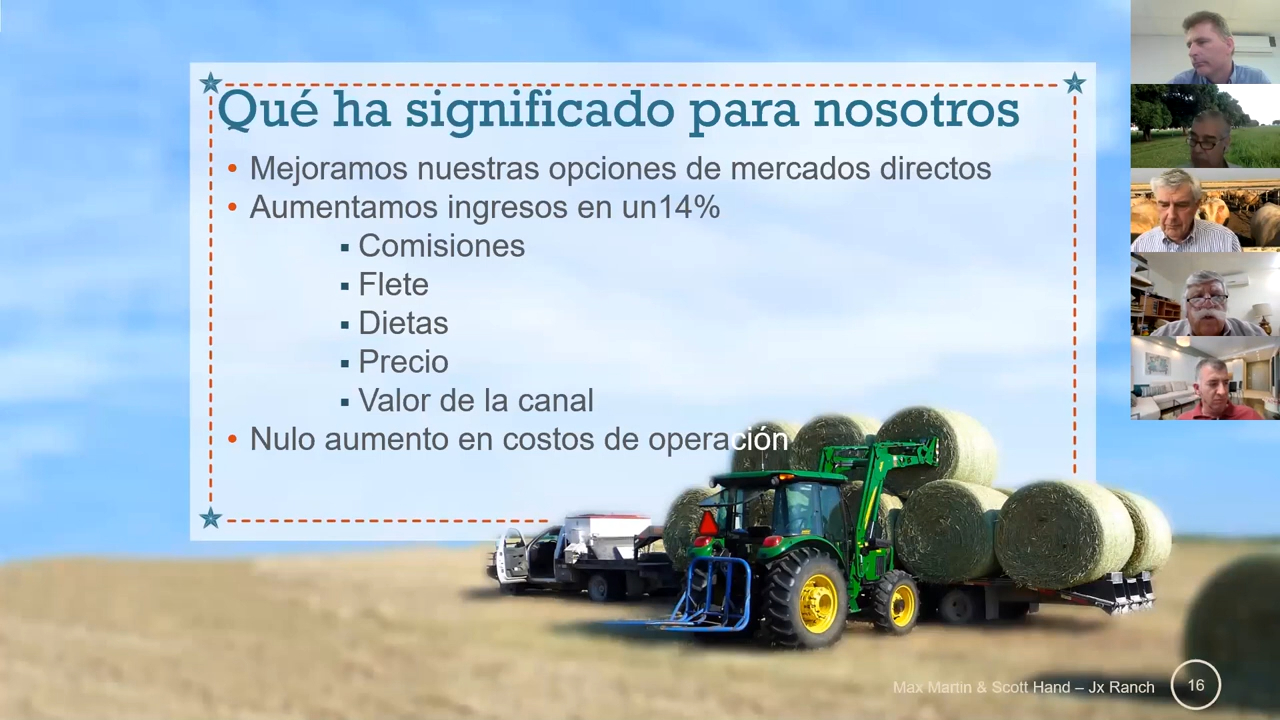 Qué ha significado para nosotros
• Mejoramos nuestras opciones de mercados directos
• Aumentamos ingresos en un14%
▪ Comisiones
▪ Flete
▪ Dietas
▪ Precio
▪ Valor de la canal
• Nulo aumento en costos de operación
Max Martin & Scott Hand – Jx Ranch
16